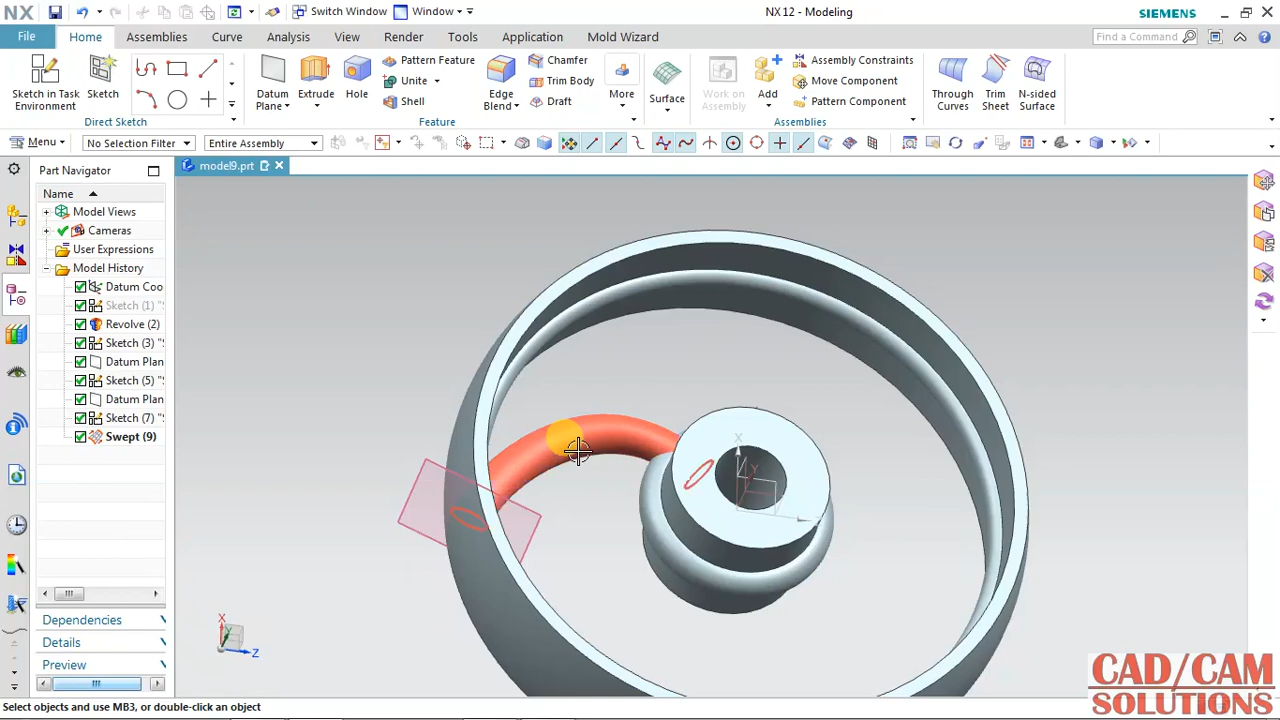 NX
Switch Window
Window
NX 12 - Modeling
SIEMENS
File
Home
Assemblies
Curve
Analysis
View
Render
Tools
Application
Mold Wizard
Find a Command
Sketch in Task Environment
Sketch
Direct Sketch
Datum Plane
Extrude
Hole
Pattern Feature
Unite
Shell
Edge Blend
Chamfer
Trim Body
Draft
More
Feature
Surface
Work on Assembly
Add
Assembly Constraints
Move Component
Pattern Component
Assemblies
Through Curves
Trim Sheet
N-sided Surface
Menu
No Selection Filter
Entire Assembly
Part Navigator
model9.prt
Name
Model Views
Cameras
User Expressions
Model History
Datum Coo
Sketch (1) "S
Revolve (2)
Sketch (3) "S
Datum Plan
Sketch (5) "S
Datum Plan
Sketch (7) "S
Swept (9)
Dependencies
Details
Preview
X
Y
X
Z
Select objects and use MB3, or double-click an object
CAD/CAM
SOLUTIONS